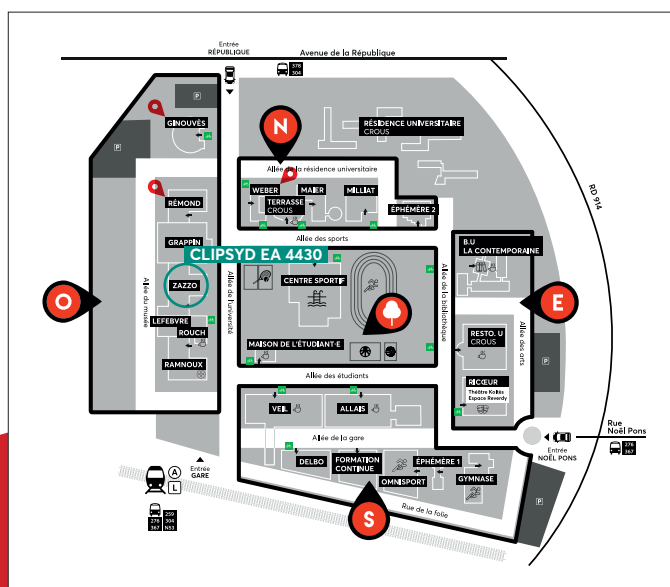 Entrée
RÉPUBLIQUE
Avenue de la République
378
304
P
GINOUVÈS
P
N
RÉSIDENCE UNIVERSITAIRE
CROUS
Allée de la résidence universitaire
WEBER
MAIER
MILLIAT
TERRASSE
CROUS
ÉPHÉMÈRE 2
RÉMOND
RD 914
Allée des sports
GRAPPIN
B.U
LA CONTEMPORAINE
CLIPSYD EA 4430
CENTRE SPORTIF
ZAZZO
O
E
Allée du musée
Allée de l'université
Allée de la bibliothèque
Allée des arts
LEFEBVRE
ROUCH
MAISON DE L'ÉTUDIANT·E
RESTO. U
CROUS
RAMNOUX
Allée des étudiants
RICŒUR
Théâtre Koltès
Espace Reverdy
VEIL
ALLAIS
Rue
Noël Pons
276
367
Allée de la gare
Entrée
NOËL PONS
Entrée
GARE
DELBO
FORMATION
CONTINUE
ÉPHÉMÈRE 1
OMNISPORT
GYMNASE
A
L
P
S
Rue de la folie
259
276 304
367 N53